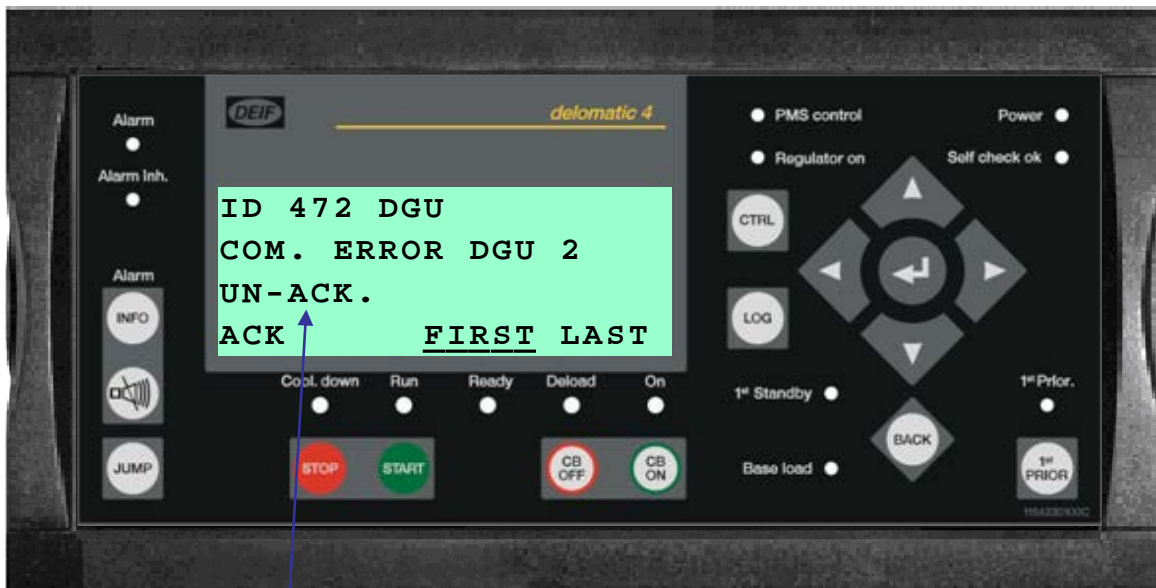 DEIF
delomatic 4
Alarm
Alarm Inh.
ID 472 DGU
COM. ERROR DGU 2
UN-ACK.
ACK FIRST LAST
Alarm
INFO
JUMP
Cool. down Run Ready Deload On
STOP START CB OFF CB ON
PMS control
Regulator on
Power
Self check ok
CTRL
LOG
1st Standby
Base load
BACK
1st Prior.
1st PRIOR